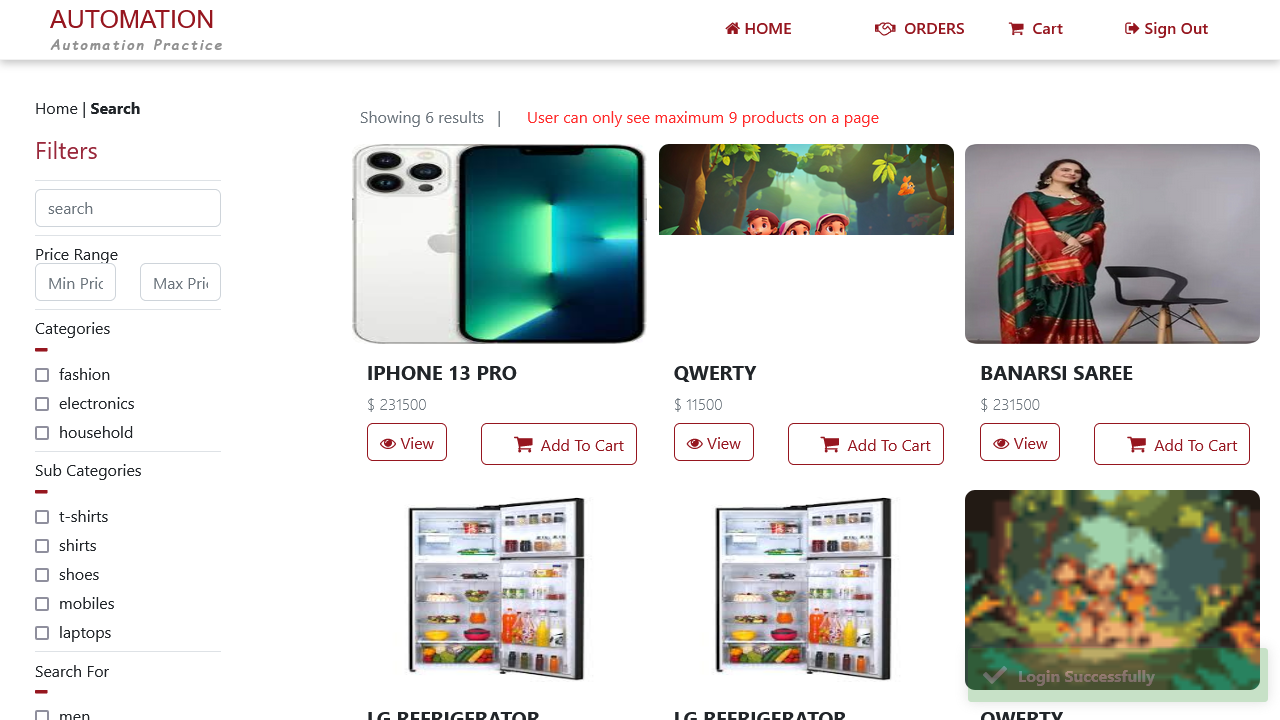 AUTOMATION
Automation Practice
HOME
ORDERS
Cart
Sign Out
Home | Search
Filters
search
Price Range
Min Pric
Max Pric
Categories
fashion
electronics
household
Sub Categories
t-shirts
shirts
shoes
mobiles
laptops
Search For
men
Showing 6 results |
User can only see maximum 9 products on a page
IPHONE 13 PRO
$ 231500
View
Add To Cart
QWERTY
$ 11500
View
Add To Cart
BANARSI SAREE
$ 231500
View
Add To Cart
LG REFRIGERATOR
LG REFRIGERATOR
QWERTY
Login Successfully